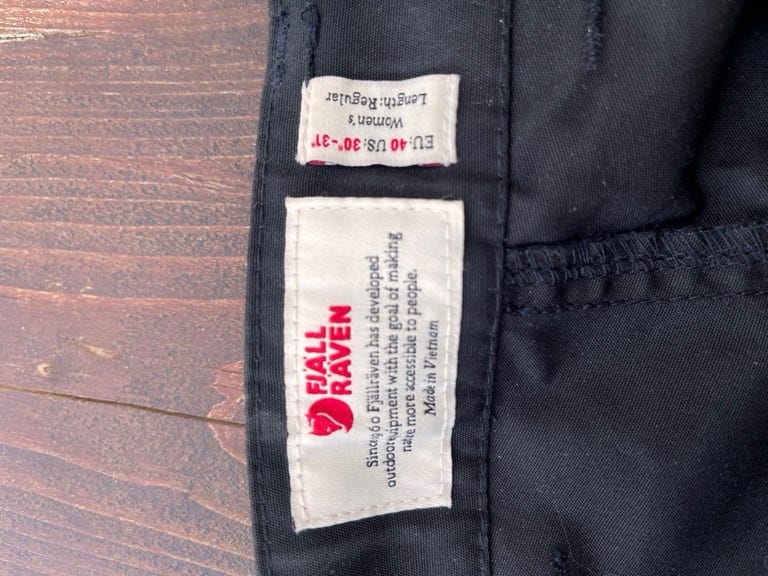 EU: 40 US: 30"-31"
Women's
Length: Regular
FJÄLL
RÄVEN
Since 1960 Fjällräven has developed
outdoor equipment with the goal of making
nature more accessible to people.
Made in Vietnam